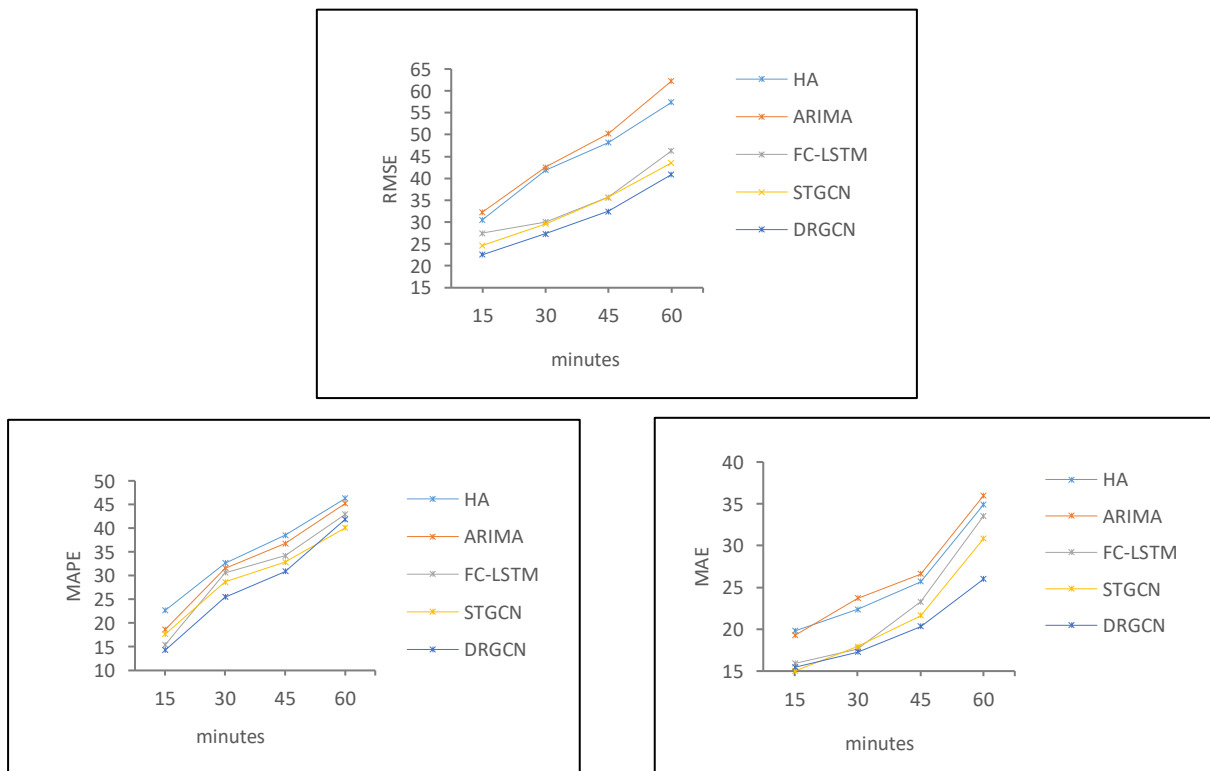 65
60
55
50
45
40
35
30
25
20
15
RMSE
15 30 45 60
minutes
HA
ARIMA
FC-LSTM
STGCN
DRGCN
50
45
40
35
30
25
20
15
10
MAPE
15 30 45 60
minutes
HA
ARIMA
FC-LSTM
STGCN
DRGCN
40
35
30
25
20
15
MAE
15 30 45 60
minutes
HA
ARIMA
FC-LSTM
STGCN
DRGCN